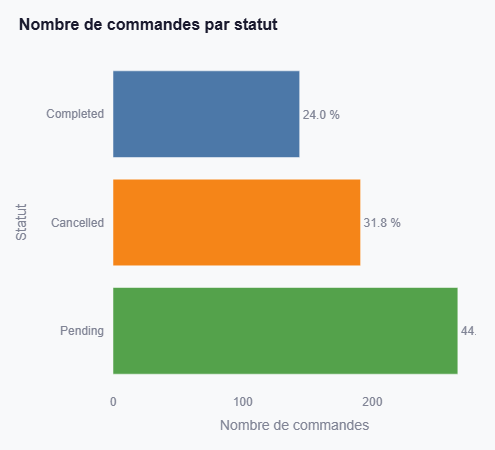 Nombre de commandes par statut
Completed
24.0 %
Statut
Cancelled
31.8 %
Pending
44.
0
100
200
Nombre de commandes